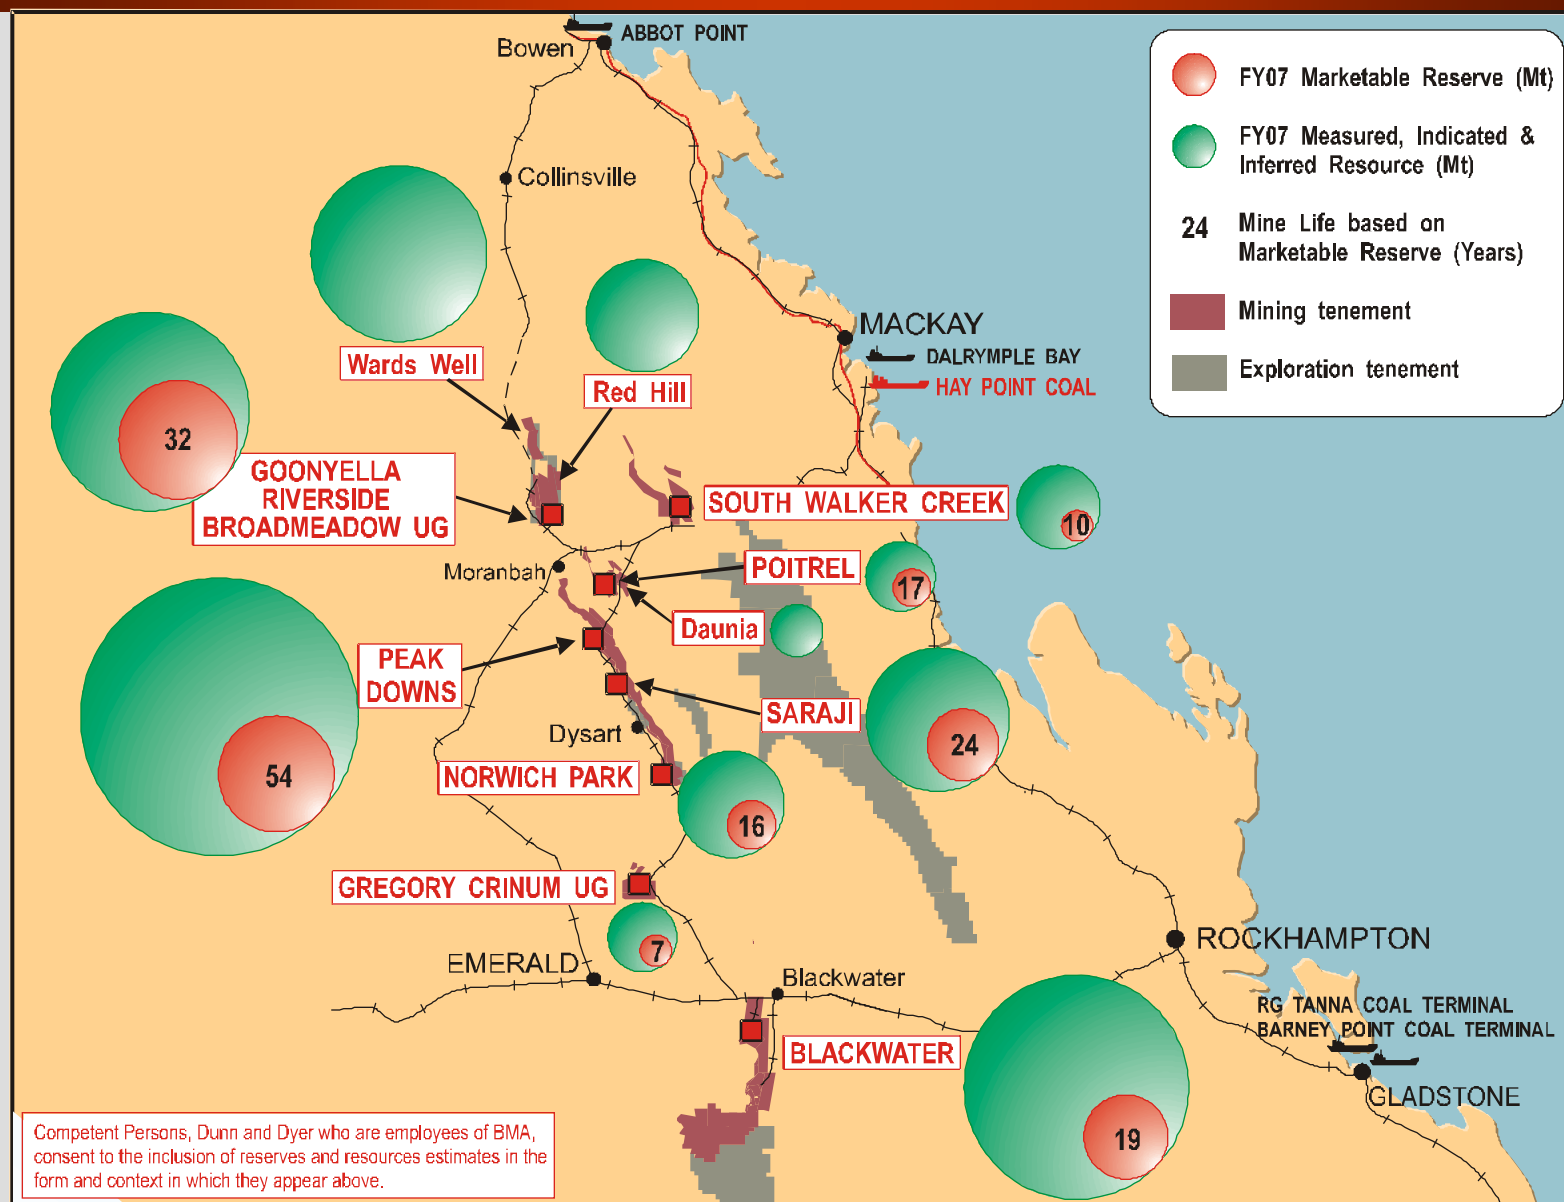 ABBOT POINT
Bowen
Collinsville
FY07 Marketable Reserve (Mt)
FY07 Measured, Indicated &
Inferred Resource (Mt)
24
Mine Life based on
Marketable Reserve (Years)
Mining tenement
Exploration tenement
MACKAY
DALRYMPLE BAY
HAY POINT COAL
Wards Well
Red Hill
32
GOONYELLA
RIVERSIDE
BROADMEADOW UG
SOUTH WALKER CREEK
10
Moranbah
POITREL
17
Daunia
PEAK
DOWNS
SARAJI
24
Dysart
54
NORWICH PARK
16
GREGORY CRINUM UG
7
EMERALD
Blackwater
ROCKHAMPTON
RG TANNA COAL TERMINAL
BARNEY POINT COAL TERMINAL
BLACKWATER
GLADSTONE
19
Competent Persons, Dunn and Dyer who are employees of BMA,
consent to the inclusion of reserves and resources estimates in the
form and context in which they appear above.